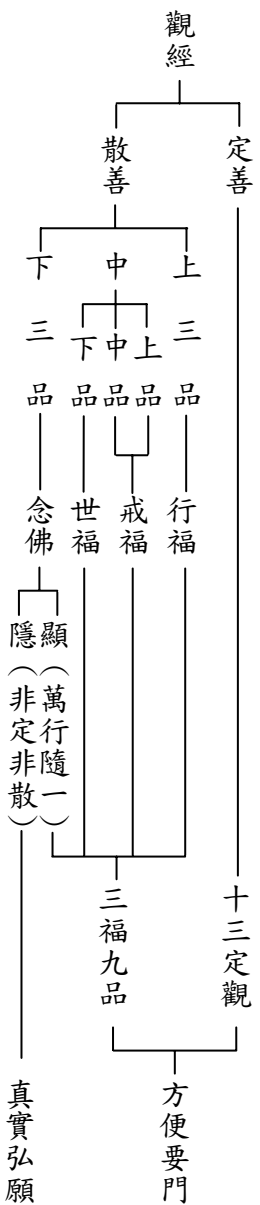 觀經
定善
散善
上三品
中
上品
中品
下品
下三品
行福
戒福
世福
念佛
顯（萬行隨一）
隱（非定非散）
十三定觀
三福九品
方便要門
真實弘願